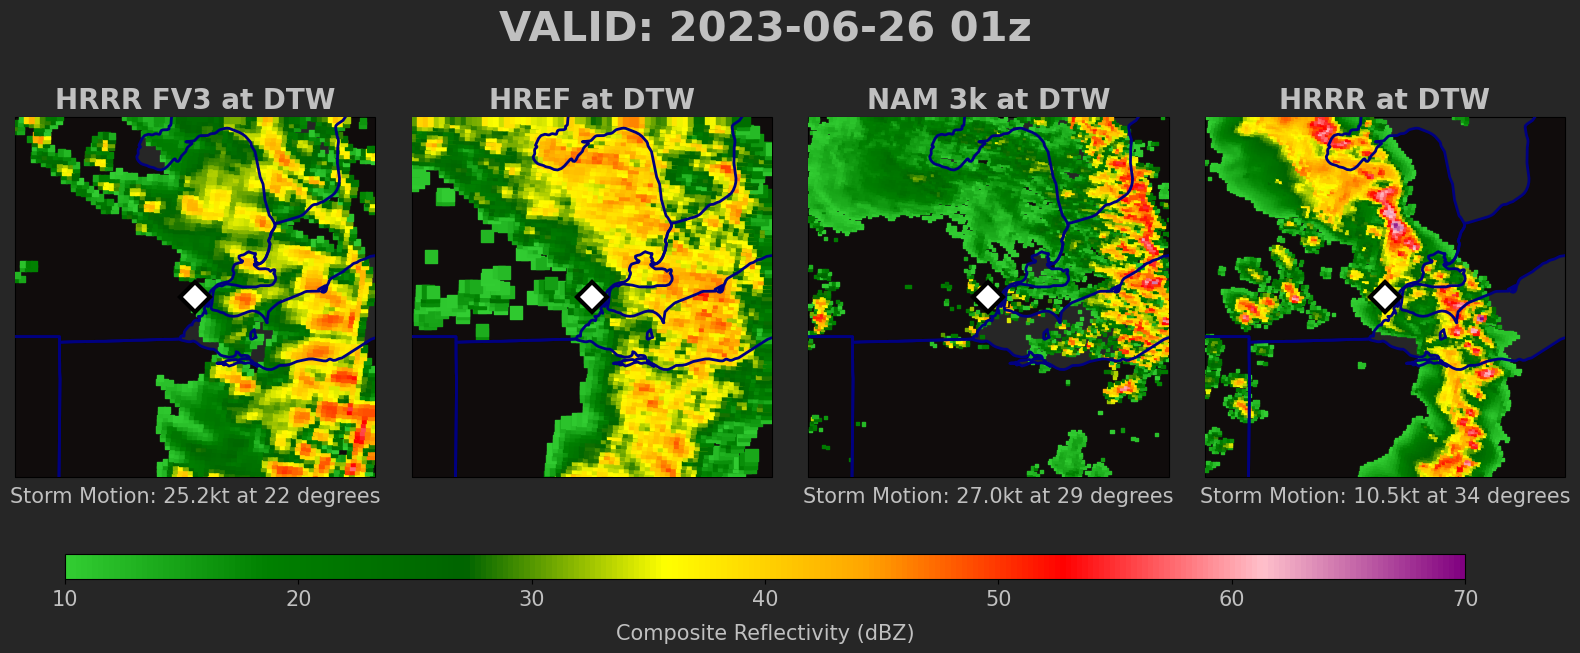 VALID: 2023-06-26 01z
HRRR FV3 at DTW
HREF at DTW
NAM 3k at DTW
HRRR at DTW
Storm Motion: 25.2kt at 22 degrees
Storm Motion: 27.0kt at 29 degrees
Storm Motion: 10.5kt at 34 degrees
10 20 30 40 50 60 70
Composite Reflectivity (dBZ)